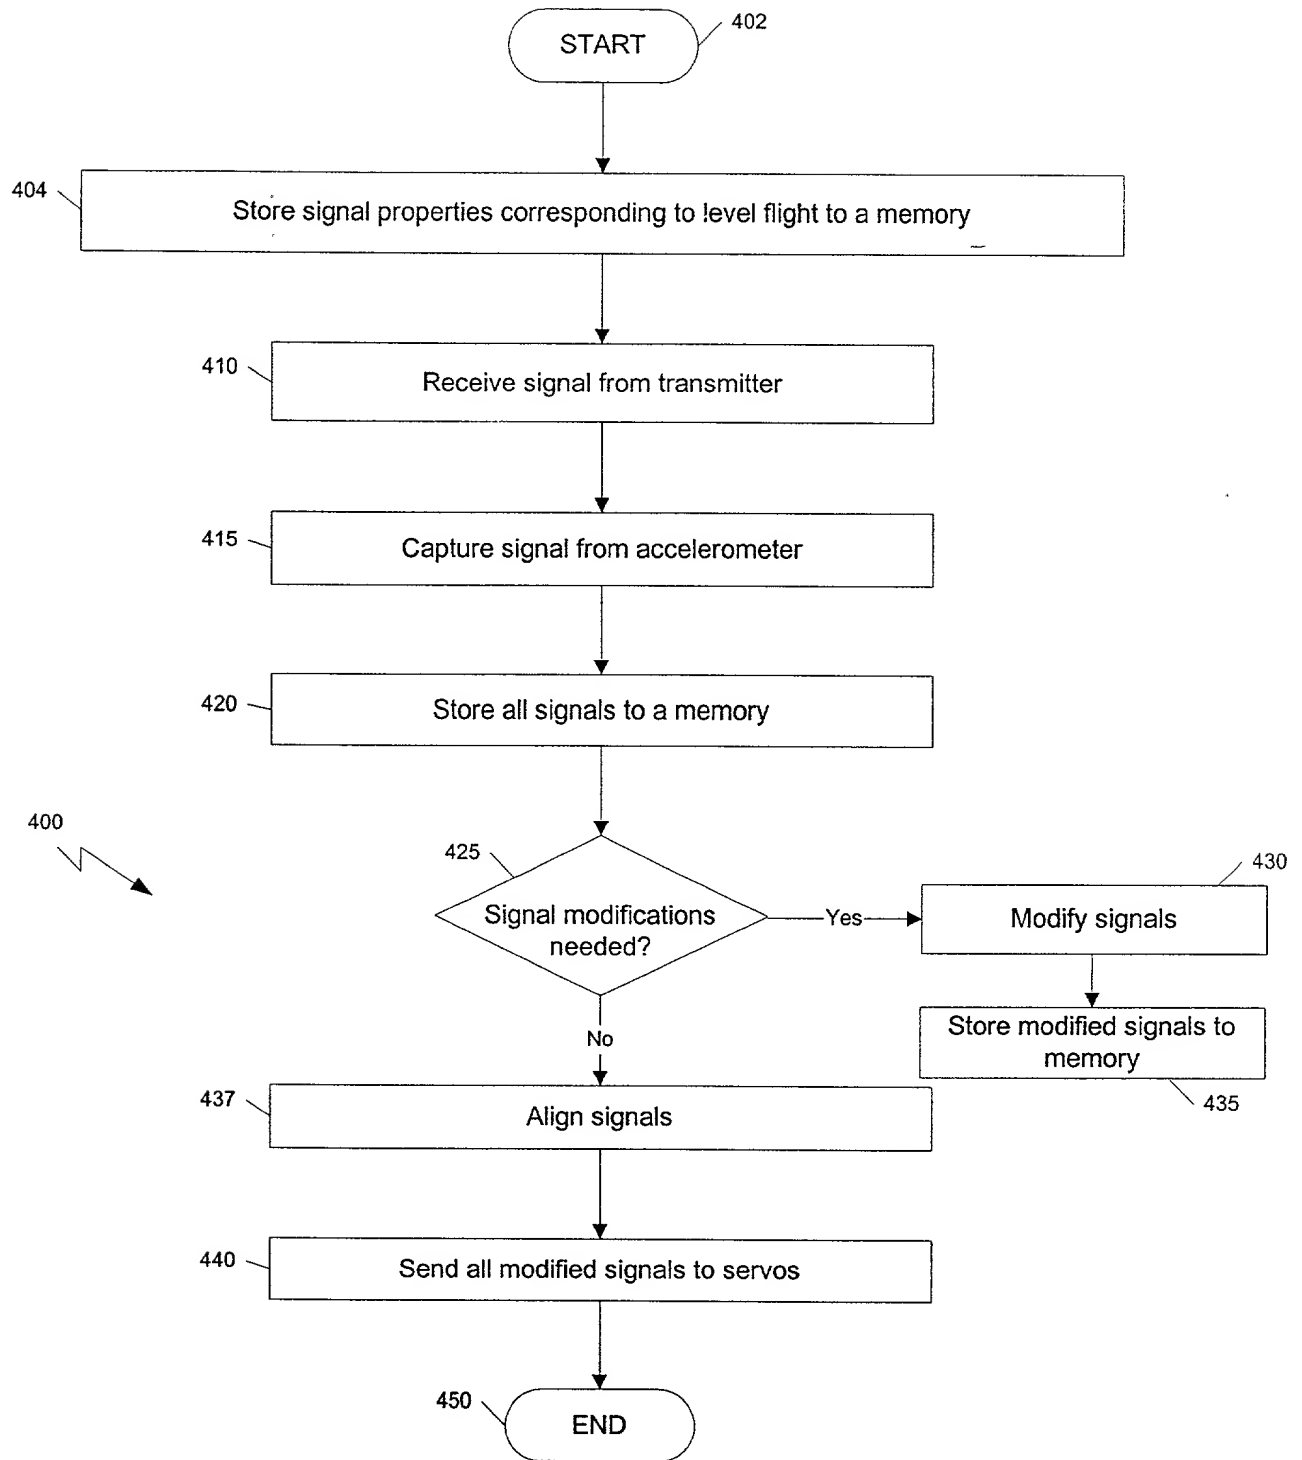 START
402
404
Store signal properties corresponding to level flight to a memory
410
Receive signal from transmitter
415
Capture signal from accelerometer
420
Store all signals to a memory
400
425
Signal modifications
needed?
Yes
430
Modify signals
Store modified signals to
memory
435
No
437
Align signals
440
Send all modified signals to servos
450
END